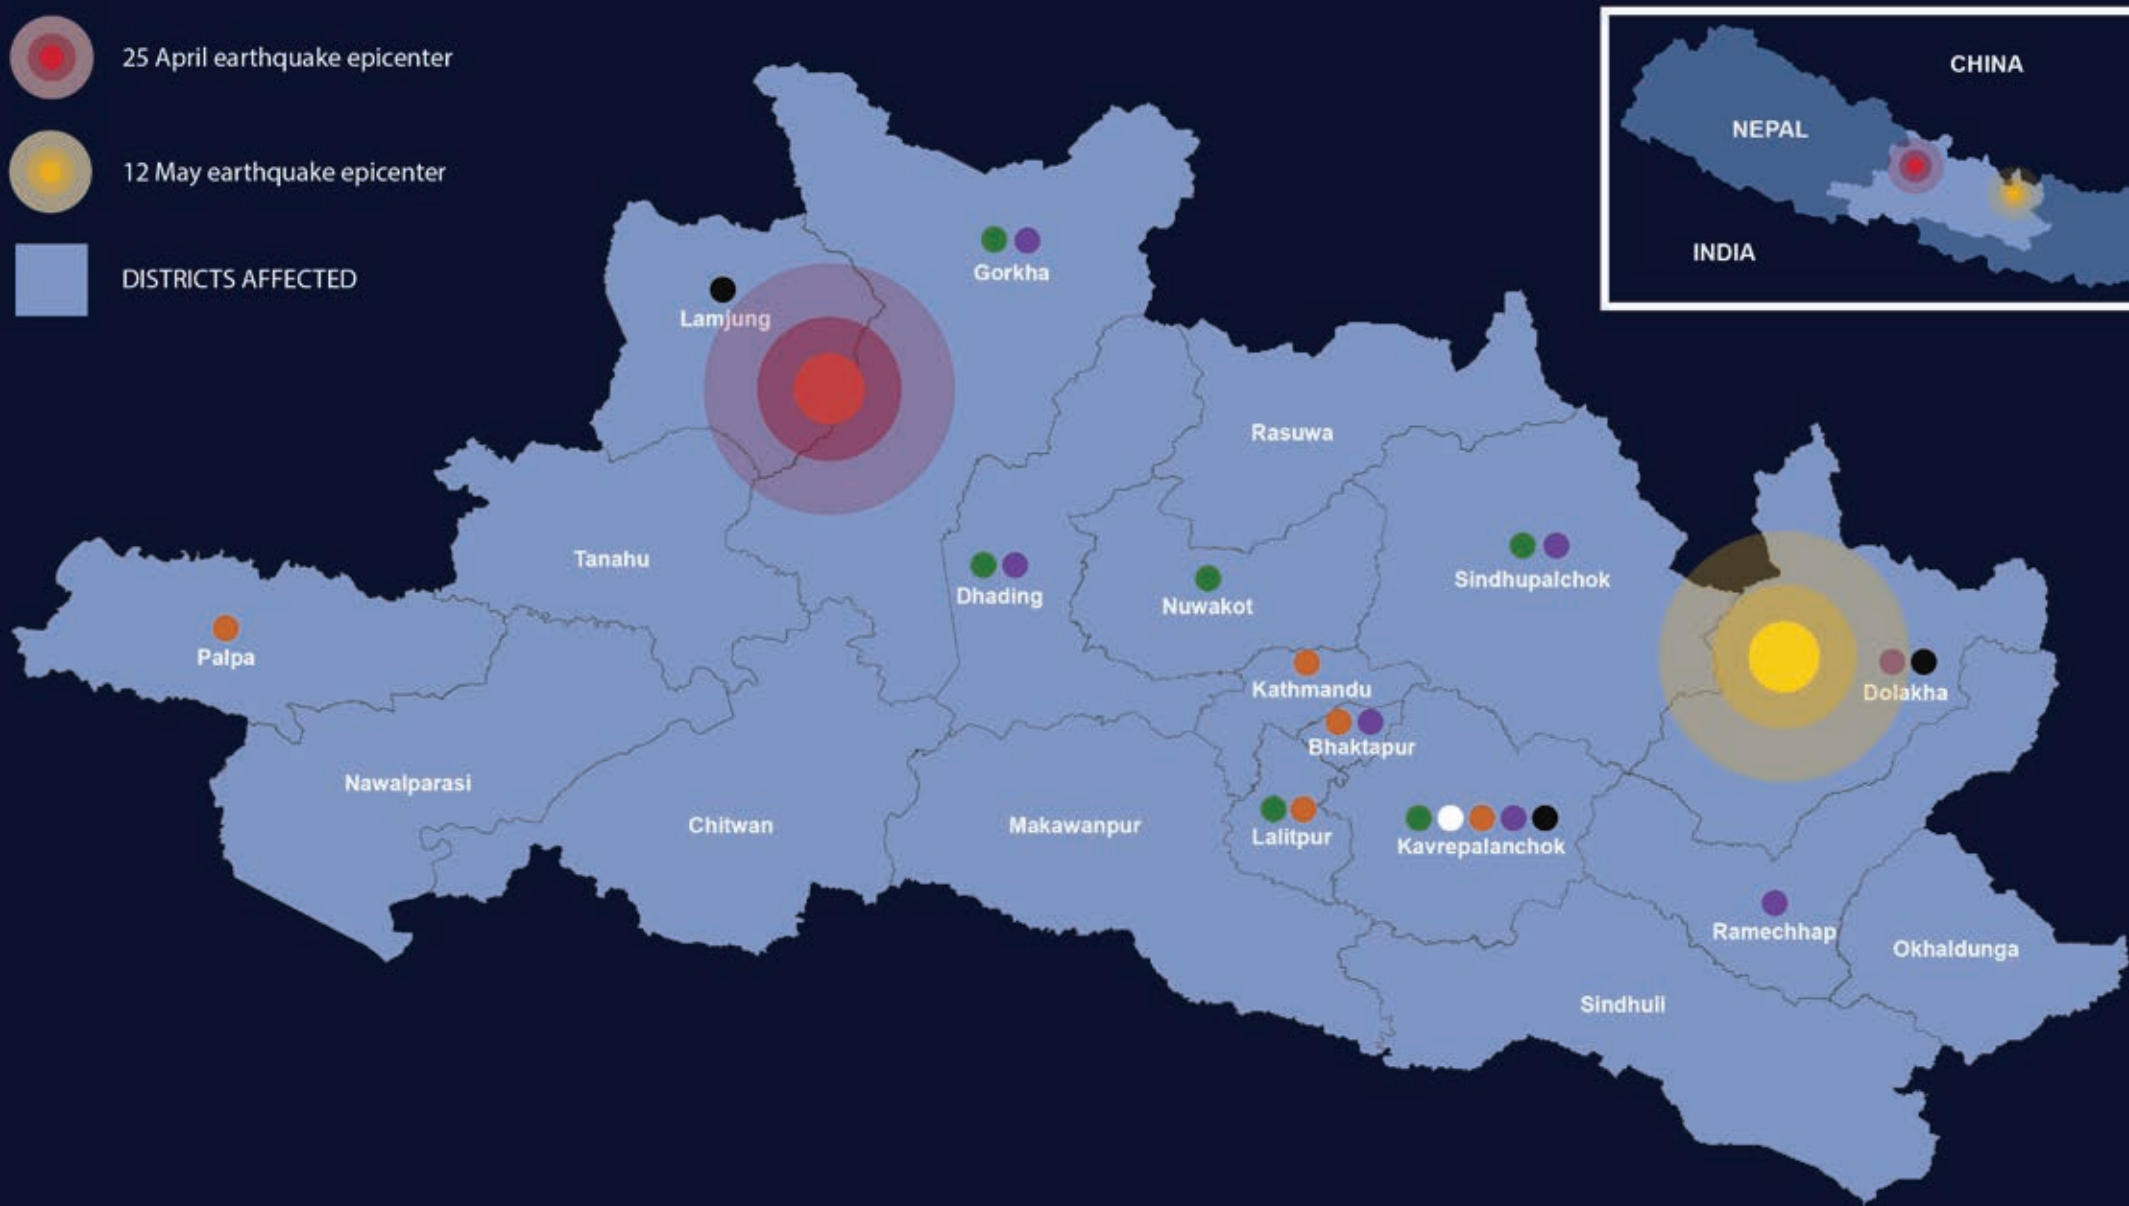 25 April earthquake epicenter
12 May earthquake epicenter
DISTRICTS AFFECTED
CHINA
NEPAL
INDIA
Gorkha
Lamjung
Rasuwa
Tanahu
Sindhupalchok
Dhading
Nuwakot
Palpa
Kathmandu
Dolakha
Bhaktapur
Nawalparasi
Chitwan
Makawanpur
Lalitpur
Kavrepalanchok
Ramechhap
Okhaldunga
Sindhuli